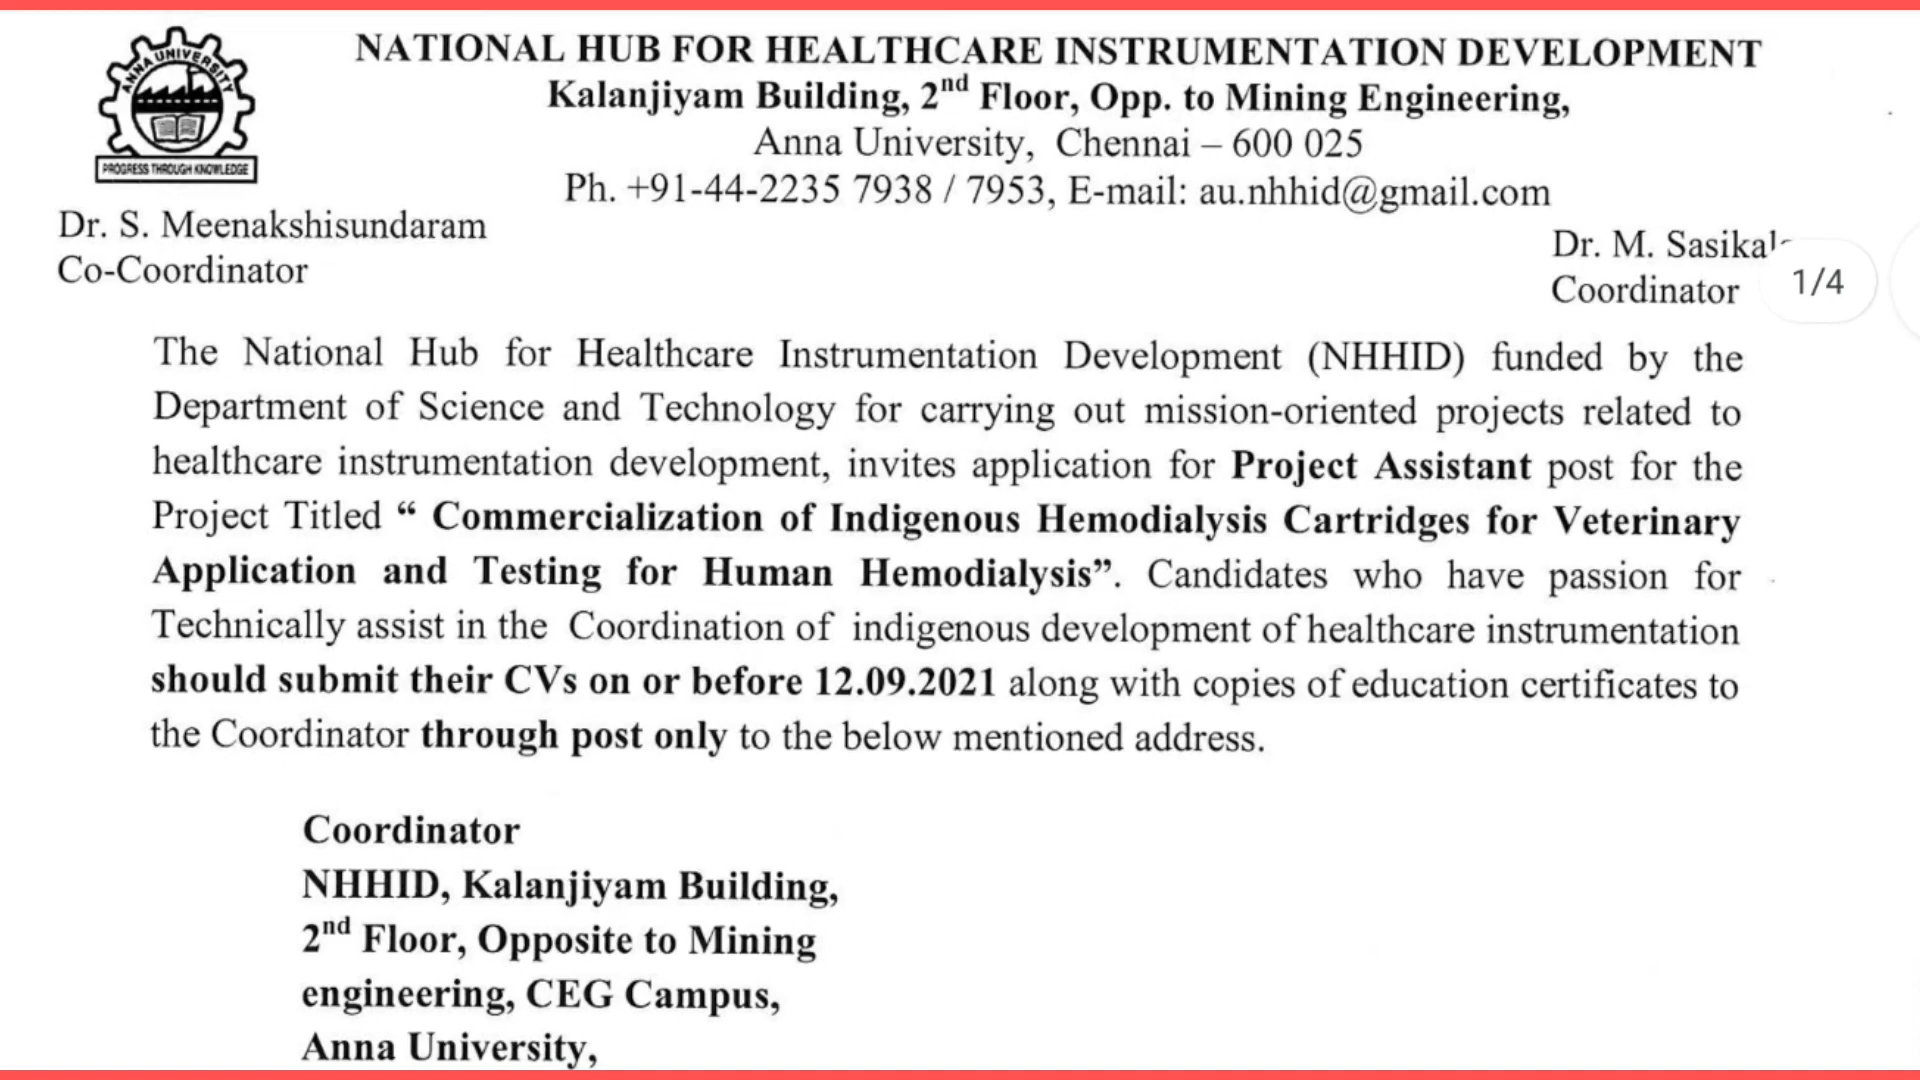 ANNA UNIVERSITY
PROGRESS THROUGH KNOWLEDGE
NATIONAL HUB FOR HEALTHCARE INSTRUMENTATION DEVELOPMENT
Kalanjiyam Building, 2nd Floor, Opp. to Mining Engineering,
Anna University, Chennai – 600 025
Ph. +91-44-2235 7938 / 7953, E-mail: au.nhhid@gmail.com
Dr. S. Meenakshisundaram
Co-Coordinator
Dr. M.
Coordinator
1/4
The National Hub for Healthcare Instrumentation Development (NHHID) funded by the
Department of Science and Technology for carrying out mission-oriented projects related to
healthcare instrumentation development, invites application for Project Assistant post for the
Project Titled “ Commercialization of Indigenous Hemodialysis Cartridges for Veterinary
Application and Testing for Human Hemodialysis”. Candidates who have passion for
Technically assist in the Coordination of indigenous development of healthcare instrumentation
should submit their CVs on or before 12.09.2021 along with copies of education certificates to
the Coordinator through post only to the below mentioned address.
Coordinator
NHHID, Kalanjiyam Building,
2nd Floor, Opposite to Mining
engineering, CEG Campus,
Anna University,